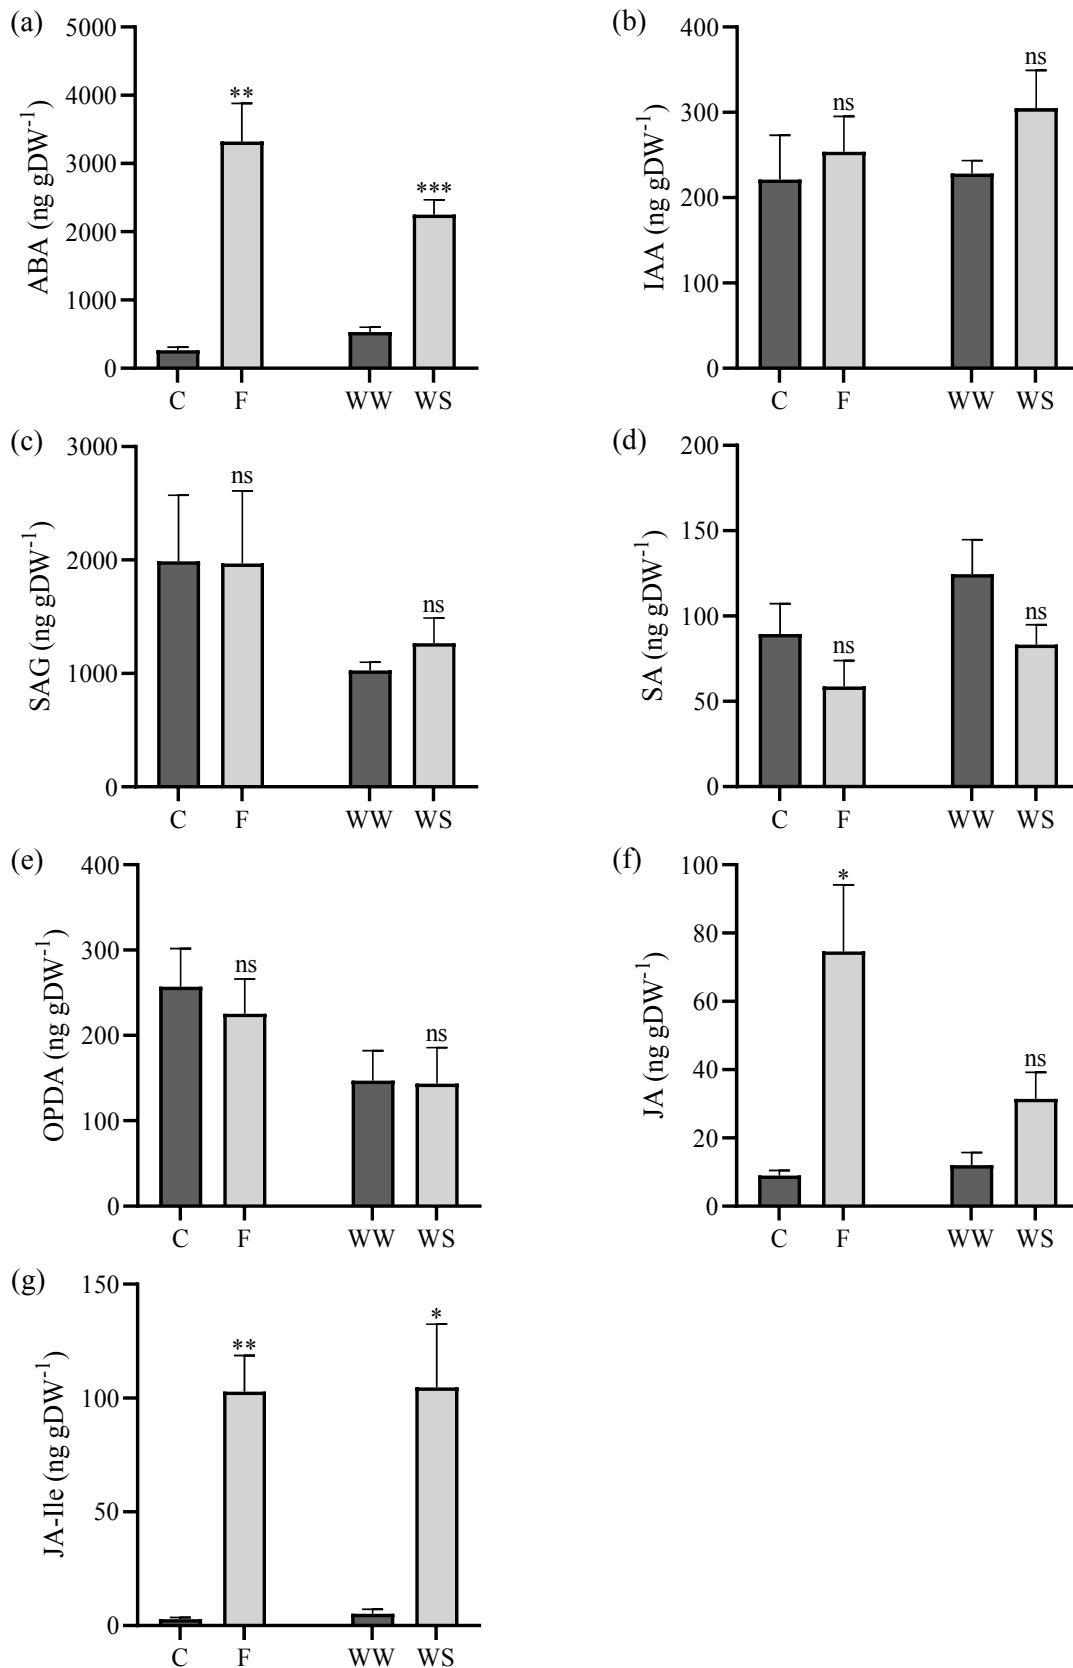 (a)
ABA (ng gDW⁻¹)
5000
4000
3000
2000
1000
0
**
***
C F WW WS
(b)
IAA (ng gDW⁻¹)
400
300
200
100
0
ns
ns
C F WW WS
(c)
SAG (ng gDW⁻¹)
3000
2000
1000
0
ns
ns
C F WW WS
(d)
SA (ng gDW⁻¹)
200
150
100
50
0
ns
ns
C F WW WS
(e)
OPDA (ng gDW⁻¹)
400
300
200
100
0
ns
ns
C F WW WS
(f)
JA (ng gDW⁻¹)
100
80
60
40
20
0
*
ns
C F WW WS
(g)
JA-Ile (ng gDW⁻¹)
150
100
50
0
**
*
C F WW WS